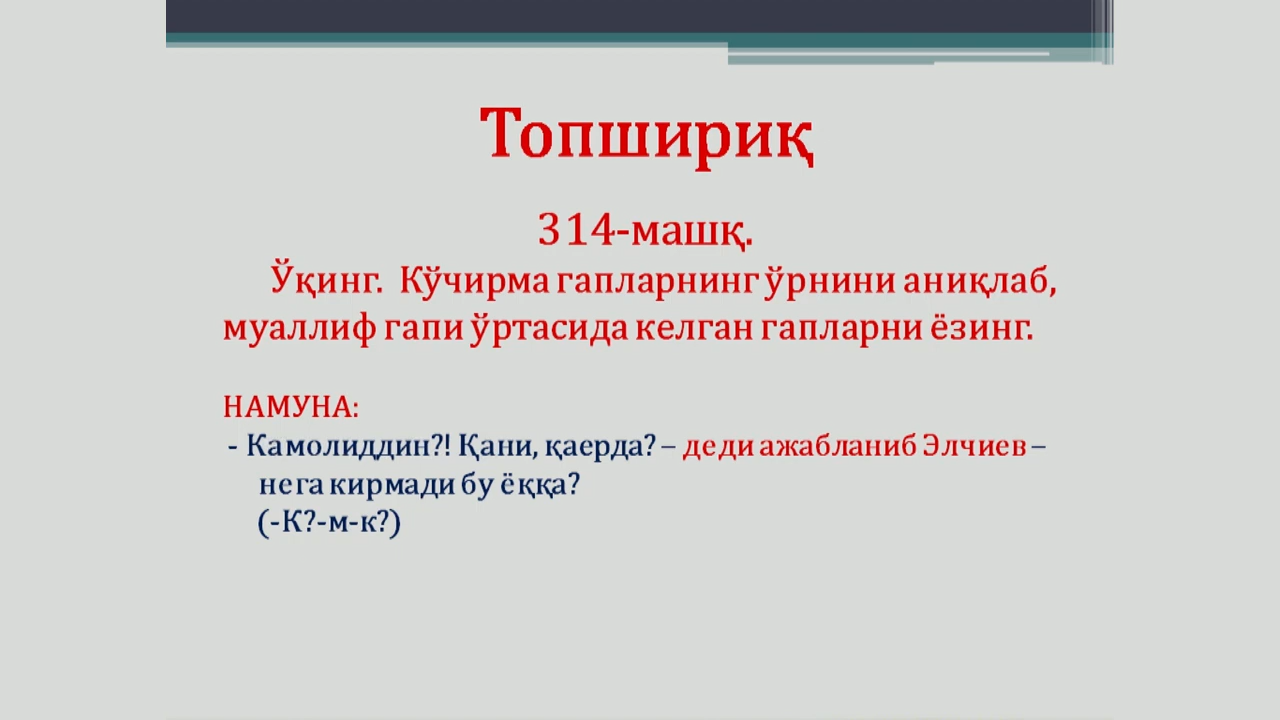 Топшириқ
314-машқ.
Ўқинг. Кўчирма гапларнинг ўрнини аниқлаб,
муаллиф гапи ўртасида келган гапларни ёзинг.
НАМУНА:
- Камолиддин?! Қани, қаерда? – деди ажабланиб Элчиев –
нега кирмади бу ёққа?
(-К?-м-к?)